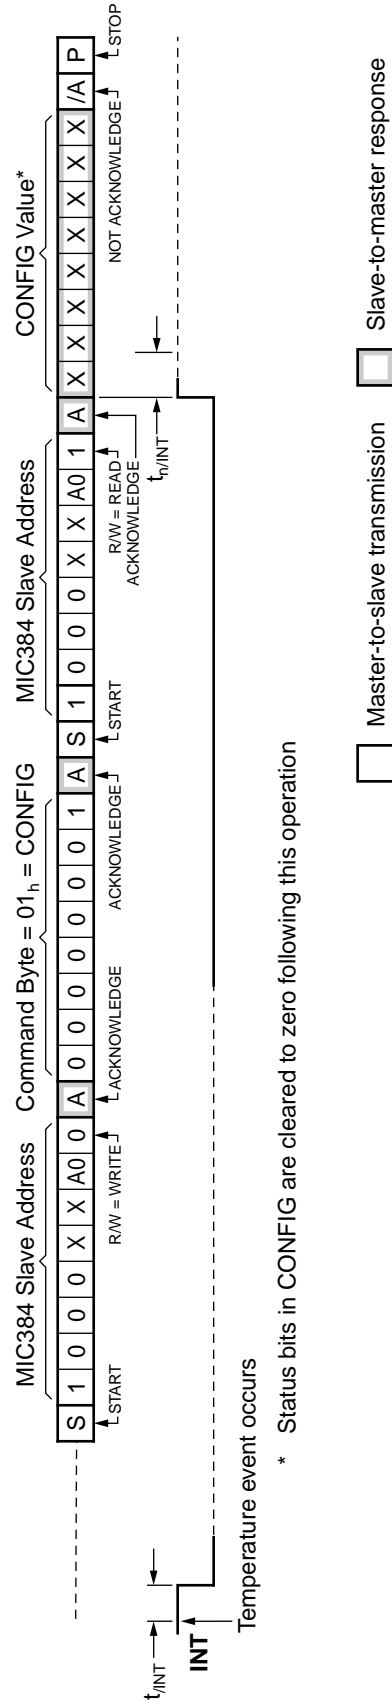 MIC384 Slave Address
Command Byte = 01h = CONFIG
MIC384 Slave Address
CONFIG Value*
S 1 0 0 0 X X A0 0 A 0 0 0 0 0 0 0 1 A S 1 0 0 0 X X A0 1 A X X X X X X X X /A P
START
R/W = WRITE
ACKNOWLEDGE
ACKNOWLEDGE
START
R/W = READ
ACKNOWLEDGE
NOT ACKNOWLEDGE
STOP
t/INT
tn/INT
INT
Temperature event occurs
* Status bits in CONFIG are cleared to zero following this operation
Master-to-slave transmission
Slave-to-master response